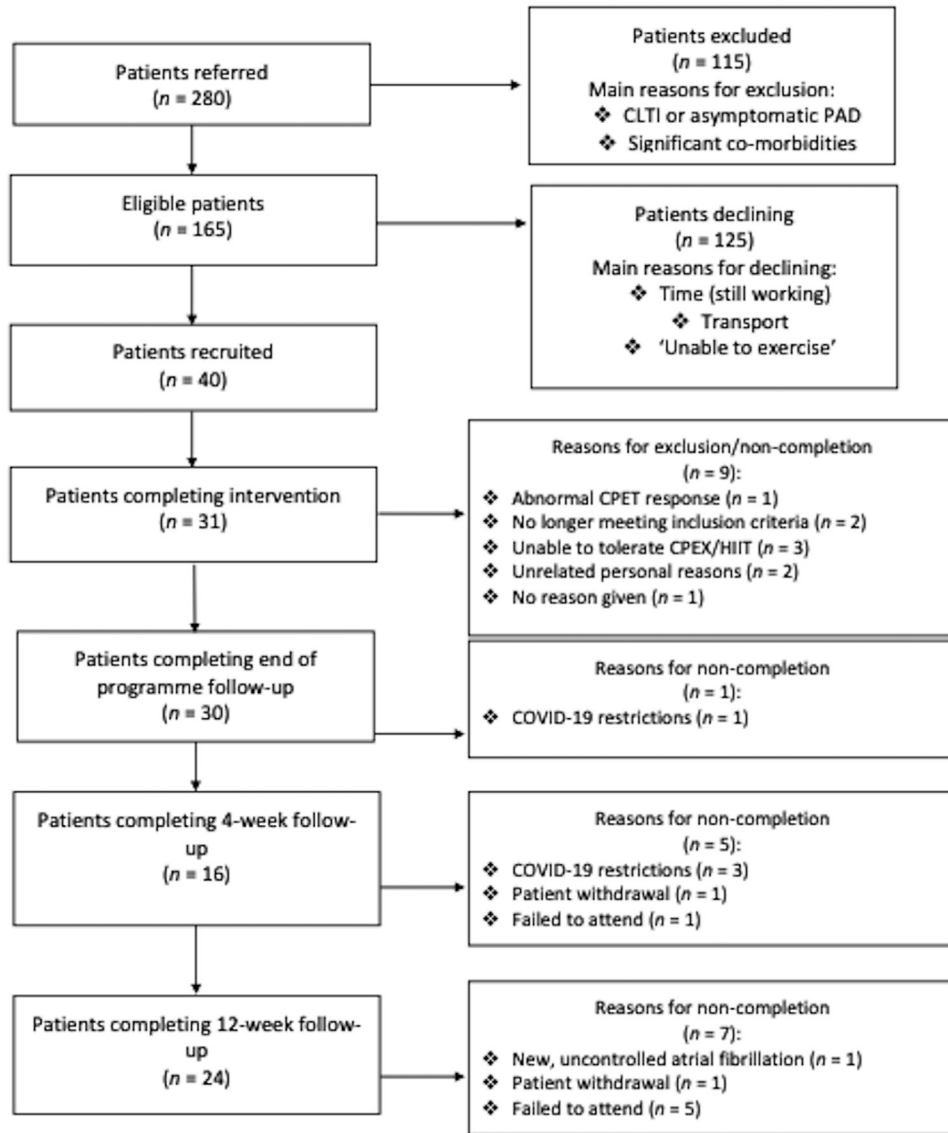 Patients referred
(n = 280)
Patients excluded
(n = 115)
Main reasons for exclusion:
❖ CLTI or asymptomatic PAD
❖ Significant co-morbidities
Eligible patients
(n = 165)
Patients declining
(n = 125)
Main reasons for declining:
❖ Time (still working)
❖ Transport
❖ ‘Unable to exercise’
Patients recruited
(n = 40)
Patients completing intervention
(n = 31)
Reasons for exclusion/non-completion
(n = 9):
❖ Abnormal CPET response (n = 1)
❖ No longer meeting inclusion criteria (n = 2)
❖ Unable to tolerate CPEX/HIIT (n = 3)
❖ Unrelated personal reasons (n = 2)
❖ No reason given (n = 1)
Patients completing end of
programme follow-up
(n = 30)
Reasons for non-completion
(n = 1):
❖ COVID-19 restrictions (n = 1)
Patients completing 4-week follow-
up
(n = 16)
Reasons for non-completion
(n = 5):
❖ COVID-19 restrictions (n = 3)
❖ Patient withdrawal (n = 1)
❖ Failed to attend (n = 1)
Patients completing 12-week follow-
up
(n = 24)
Reasons for non-completion
(n = 7):
❖ New, uncontrolled atrial fibrillation (n = 1)
❖ Patient withdrawal (n = 1)
❖ Failed to attend (n = 5)